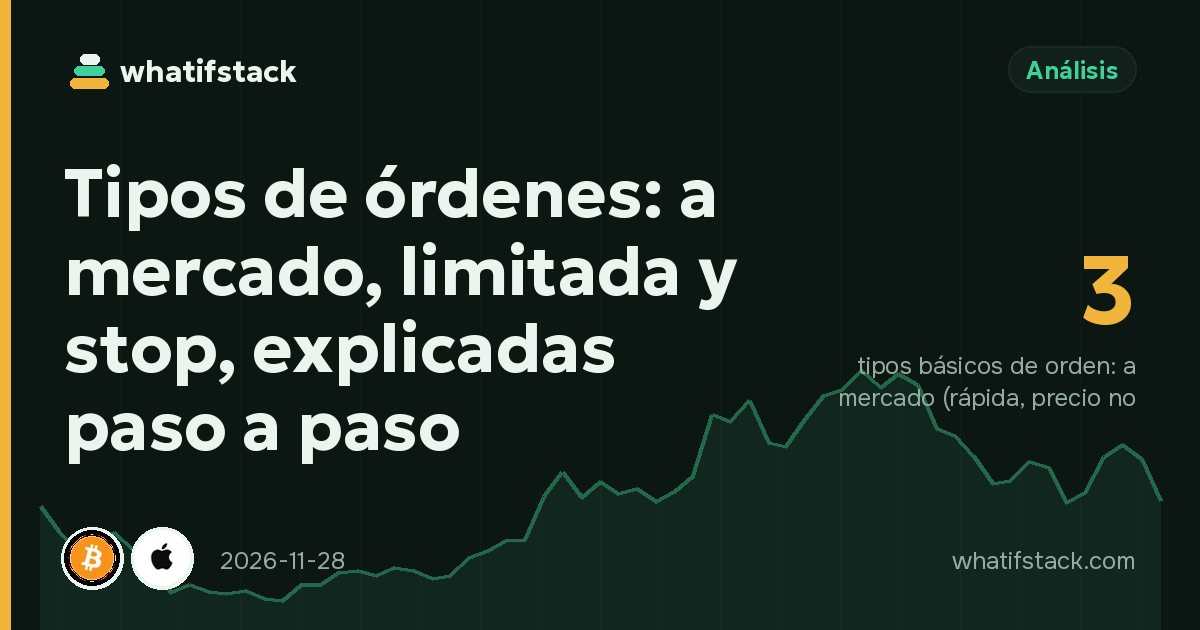 whatifstack
Análisis
Tipos de órdenes: a
mercado, limitada y
stop, explicadas
paso a paso
3
tipos básicos de orden: a
mercado (rápida, precio no
2026-11-28
whatifstack.com